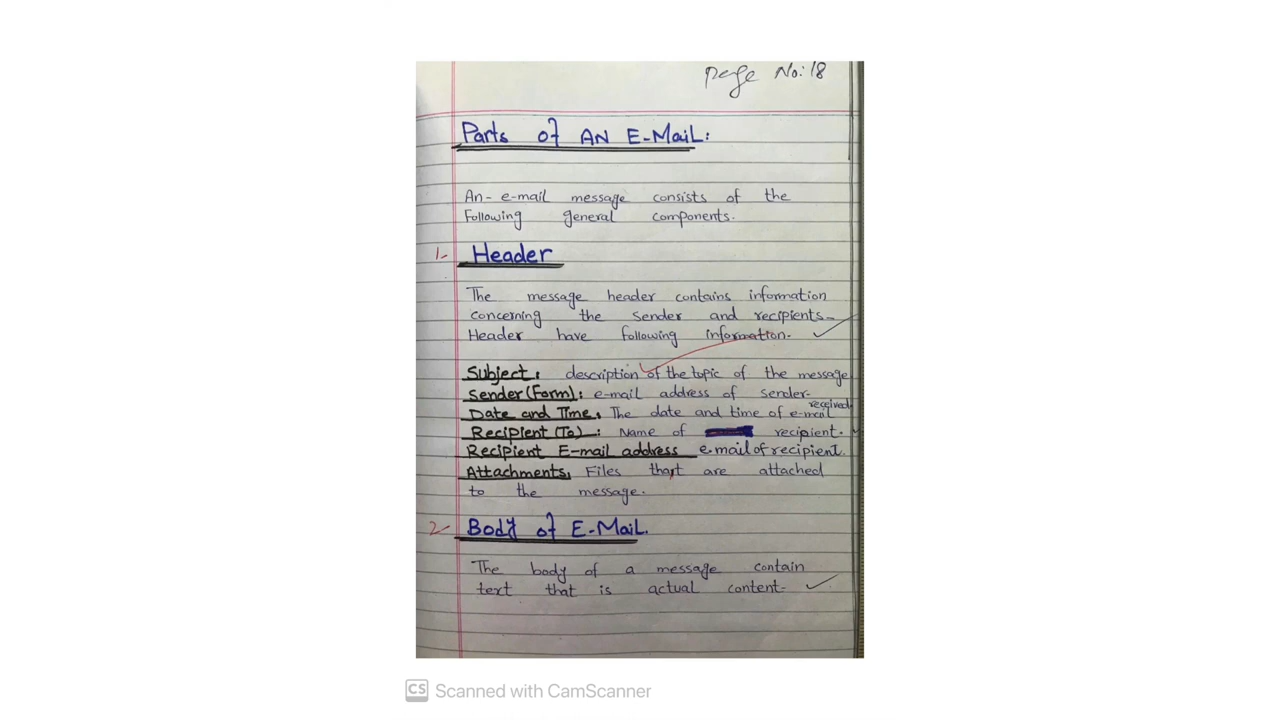 page No: 18
Parts of AN E-MaiL:
An- e-mail message consists of the
Following general components.
1- Header
The message header contains information
concerning the sender and recipients-
Header have following information-
Subject: description of the topic of the message
Sender (Form): e-mail address of sender-
received-
Date and Time: The date and time of e-mail
Recipient (To): Name of recipient.
Recipient E-mail address e-mail of recipient.
Attachments, Files that are attached
to the message.
2- Body of E-MaiL.
The body of a message contain
text that is actual content-
CS Scanned with CamScanner